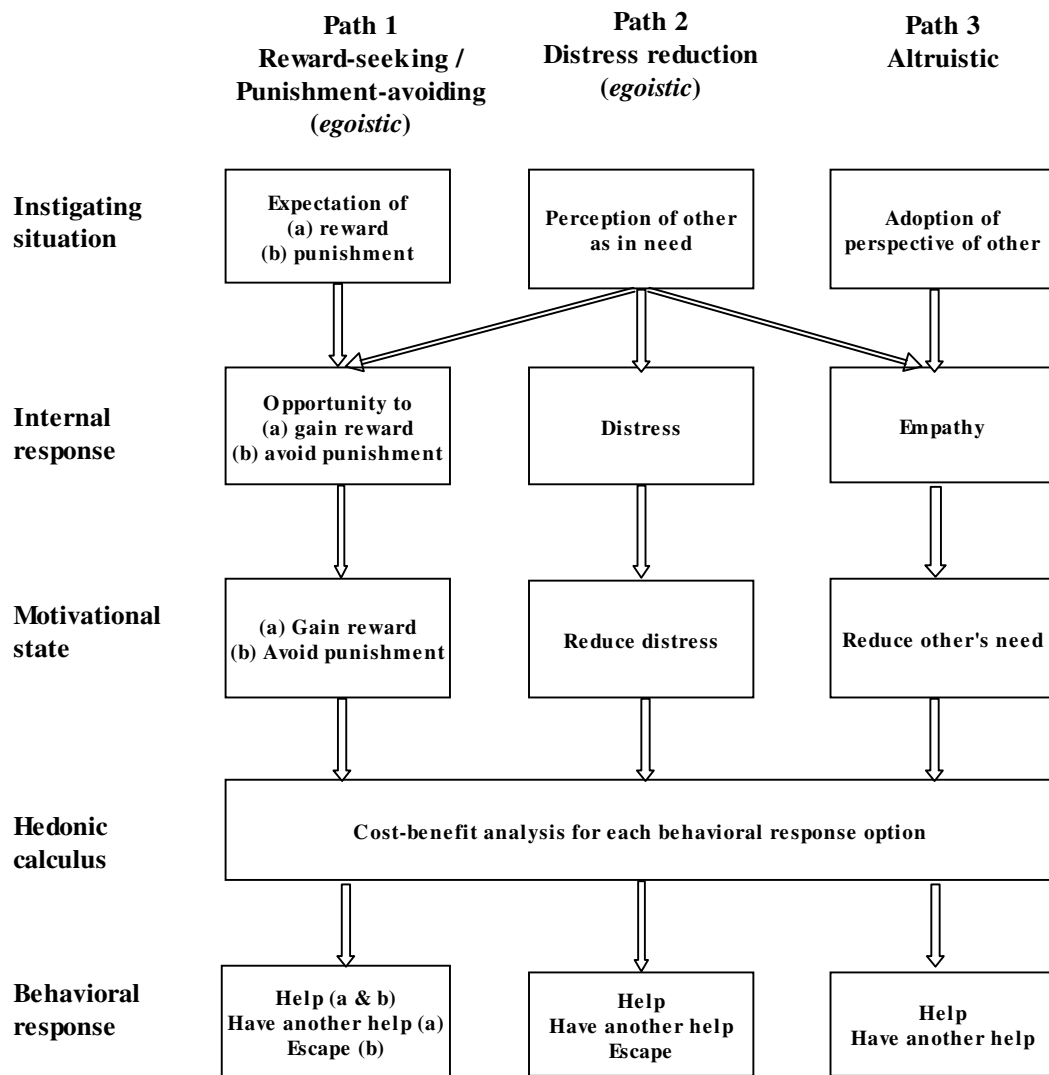 Path 1
Reward-seeking /
Punishment-avoiding
(egoistic)
Path 2
Distress reduction
(egoistic)
Path 3
Altruistic
Instigating
situation
Expectation of
(a) reward
(b) punishment
Perception of other
as in need
Adoption of
perspective of other
Internal
response
Opportunity to
(a) gain reward
(b) avoid punishment
Distress
Empathy
Motivational
state
(a) Gain reward
(b) Avoid punishment
Reduce distress
Reduce other's need
Hedonic
calculus
Cost-benefit analysis for each behavioral response option
Behavioral
response
Help (a & b)
Have another help (a)
Escape (b)
Help
Have another help
Escape
Help
Have another help